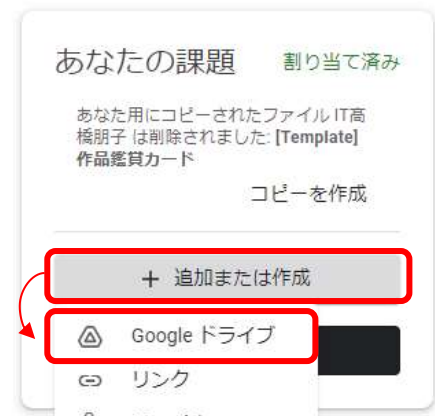 あなたの課題 割り当て済み
あなた用にコピーされたファイル IT高
橋朋子 は削除されました: [Template]
作品鑑賞カード
コピーを作成
+ 追加または作成
Google ドライブ
リンク